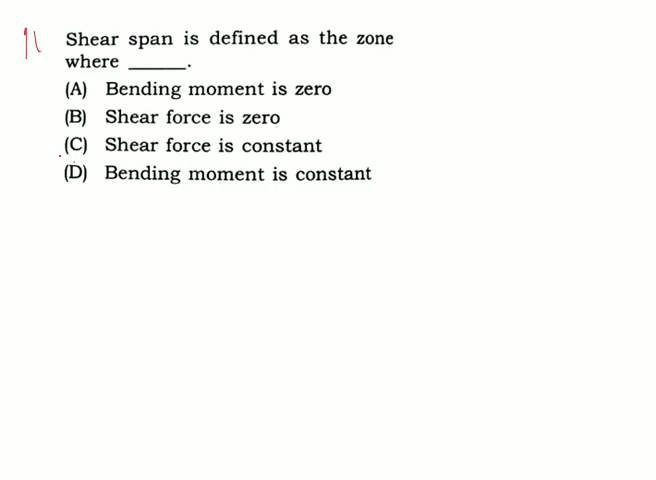 11 Shear span is defined as the zone
where ______.
(A) Bending moment is zero
(B) Shear force is zero
(C) Shear force is constant
(D) Bending moment is constant